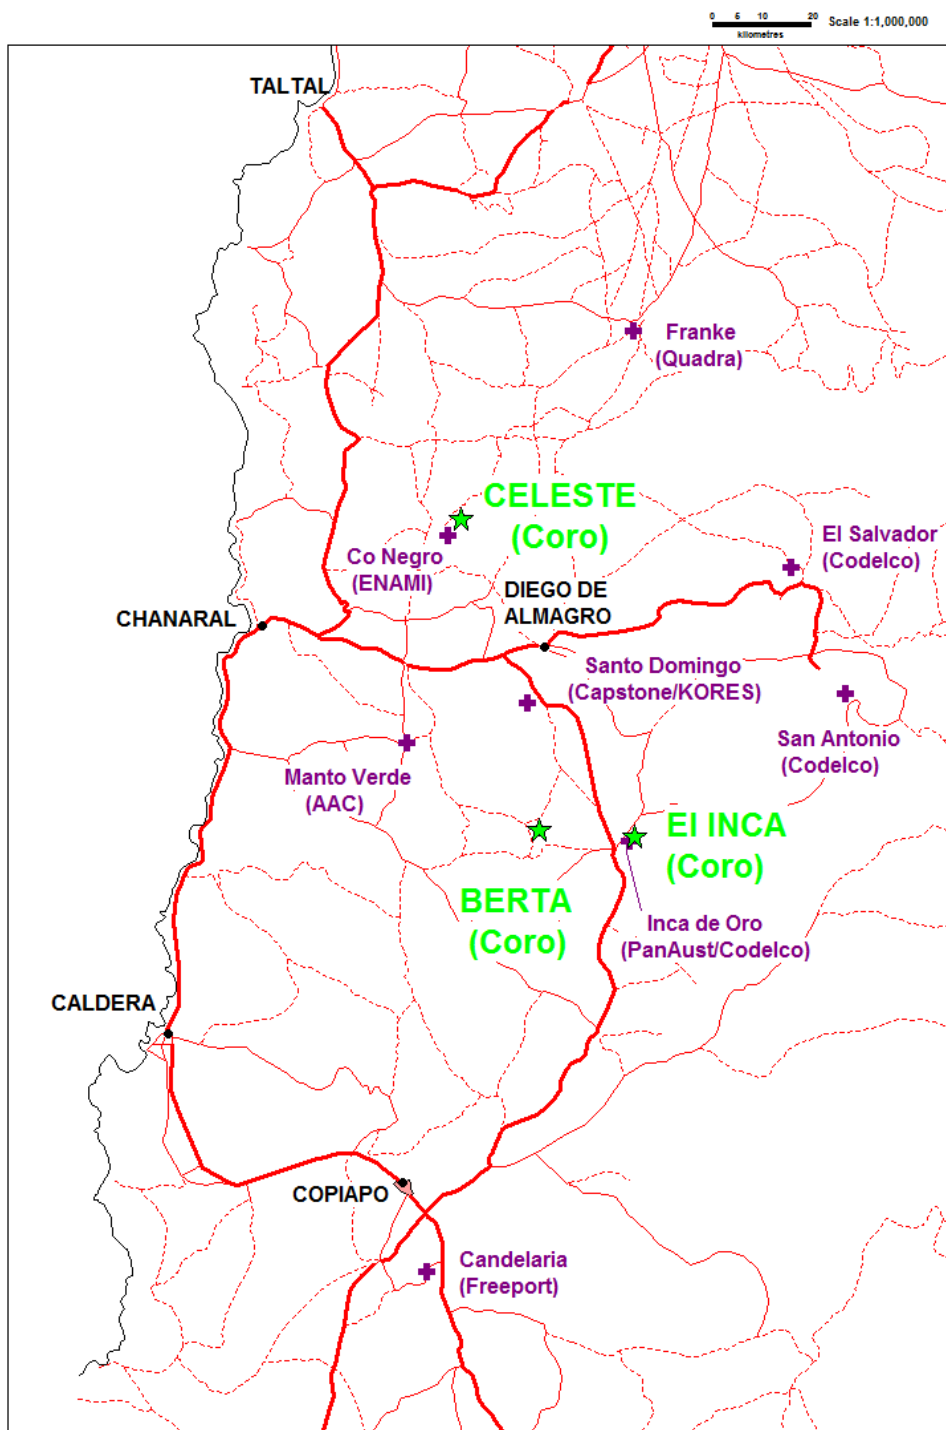 0 5 10 20 Scale 1:1,000,000
kilometres
TALTAL
Franke
(Quadra)
CELESTE
(Coro)
El Salvador
(Codelco)
Co Negro
(ENAMI)
DIEGO DE
ALMAGRO
CHANARAL
Santo Domingo
(Capstone/KORES)
San Antonio
(Codelco)
Manto Verde
(AAC)
El INCA
(Coro)
BERTA
(Coro)
Inca de Oro
(PanAust/Codelco)
CALDERA
COPIAPO
Candelaria
(Freeport)